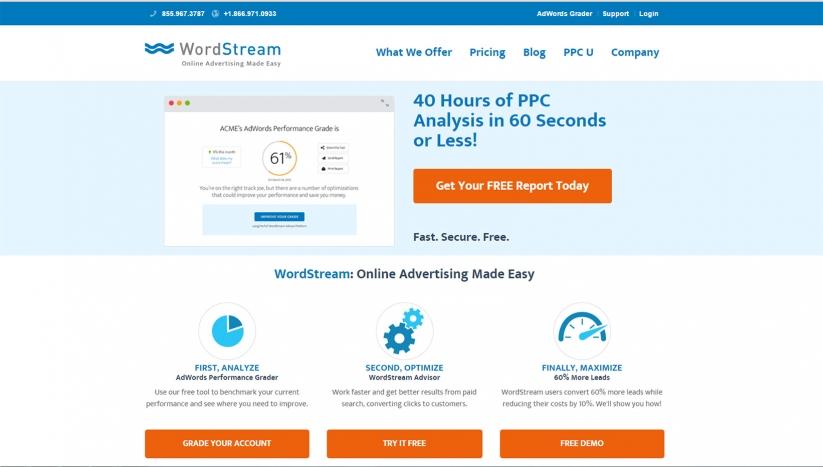 855.967.3787 +1.866.971.0933 AdWords Grader Support Login
WordStream
Online Advertising Made Easy
What We Offer Pricing Blog PPC U Company
40 Hours of PPC
Analysis in 60 Seconds
or Less!
Get Your FREE Report Today
Fast. Secure. Free.
ACME's AdWords Performance Grade is
61%
You're on the right track Joe, but there are a number of optimizations
that could improve your performance and save you money.
IMPROVE YOUR GRADE
WordStream: Online Advertising Made Easy
FIRST, ANALYZE
AdWords Performance Grader
Use our free tool to benchmark your current
performance and see where you need to improve.
GRADE YOUR ACCOUNT
SECOND, OPTIMIZE
WordStream Advisor
Work faster and get better results from paid
search, converting clicks to customers.
TRY IT FREE
FINALLY, MAXIMIZE
60% More Leads
WordStream users convert 60% more leads while
reducing their costs by 10%. We'll show you how!
FREE DEMO